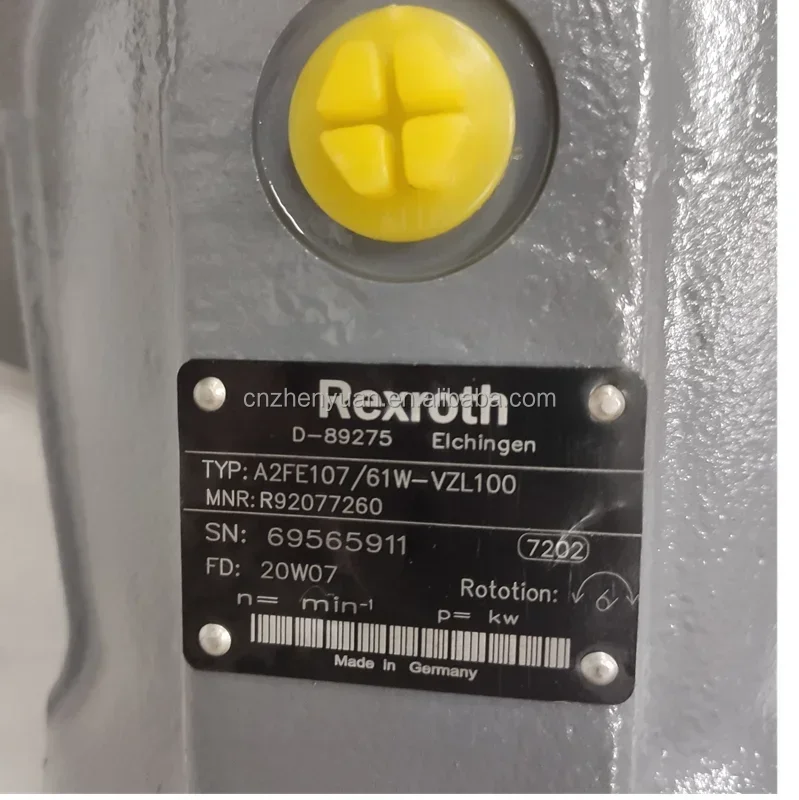 Rexroth
cnzhenyuan.en.alibaba.com
D-89275 Elchingen
TYP: A2FE107/61W-VZL100
MNR: R92077260
SN: 69565911 7202
FD: 20W07
Rototion:
n= min-1 p= kw
Made in Germany